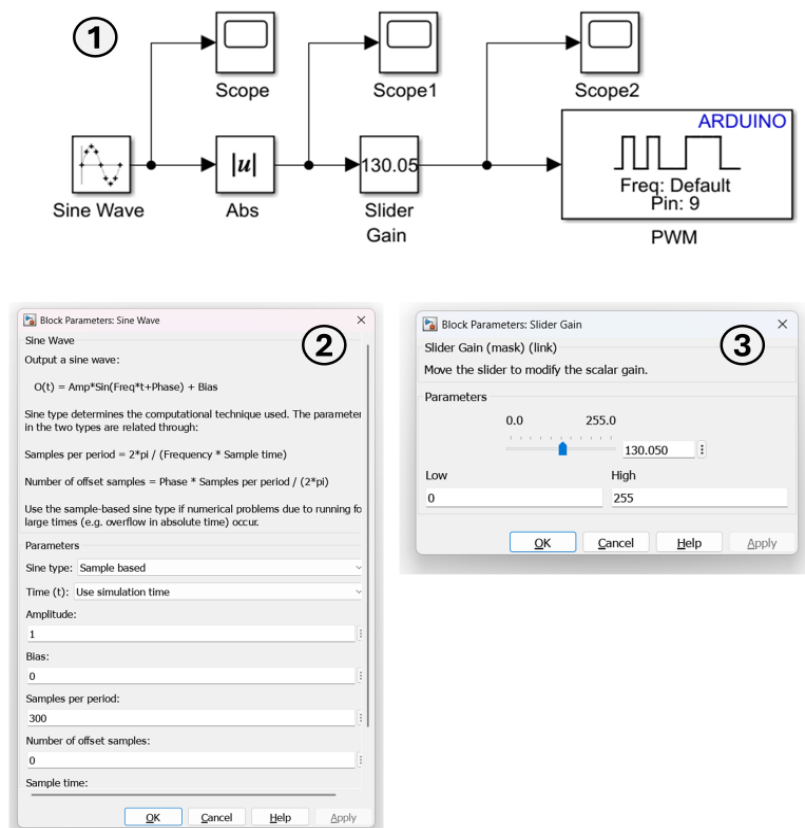 1
Scope
Scope1
Scope2
ARDUINO
|u|
130.05
Freq: Default
Pin: 9
Sine Wave
Abs
Slider
Gain
PWM
Block Parameters: Sine Wave
2
Sine Wave
Output a sine wave:
O(t) = Amp*Sin(Freq*t+Phase) + Bias
Sine type determines the computational technique used. The parameter
in the two types are related through:
Samples per period = 2*pi / (Frequency * Sample time)
Number of offset samples = Phase * Samples per period / (2*pi)
Use the sample-based sine type if numerical problems due to running fo
large times (e.g. overflow in absolute time) occur.
Parameters
Sine type: Sample based
Time (t): Use simulation time
Amplitude:
1
Bias:
0
Samples per period:
300
Number of offset samples:
0
Sample time:
OK Cancel Help Apply
Block Parameters: Slider Gain
3
Slider Gain (mask) (link)
Move the slider to modify the scalar gain.
Parameters
0.0 255.0
130.050
Low High
0 255
OK Cancel Help Apply